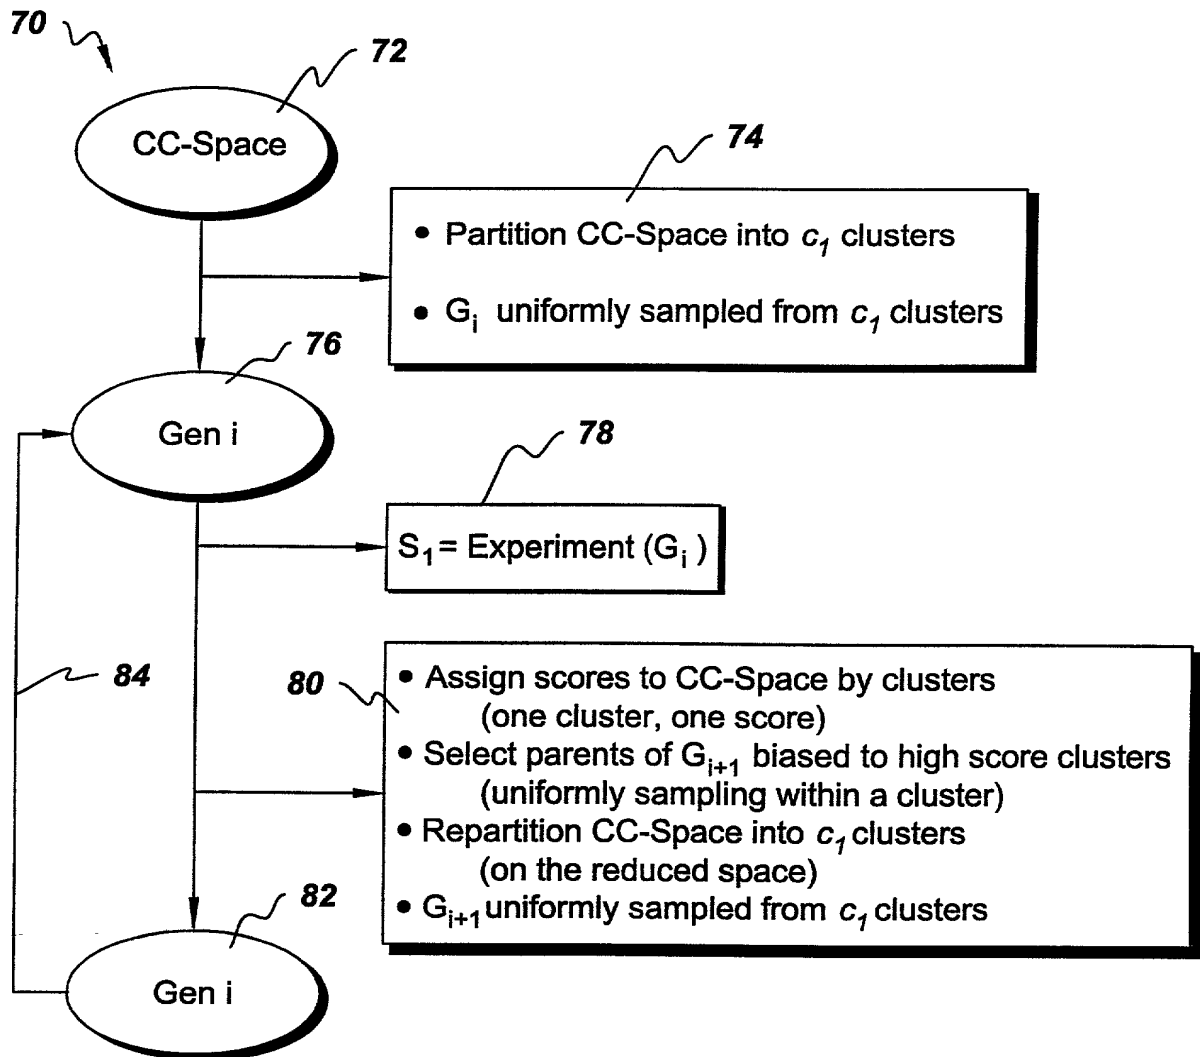 70
72
CC-Space
74
• Partition CC-Space into c₁ clusters
• Gᵢ uniformly sampled from c₁ clusters
76
Gen i
78
S₁ = Experiment (Gᵢ)
84
80
• Assign scores to CC-Space by clusters
(one cluster, one score)
• Select parents of Gᵢ₊₁ biased to high score clusters
(uniformly sampling within a cluster)
• Repartition CC-Space into c₁ clusters
(on the reduced space)
• Gᵢ₊₁ uniformly sampled from c₁ clusters
82
Gen i